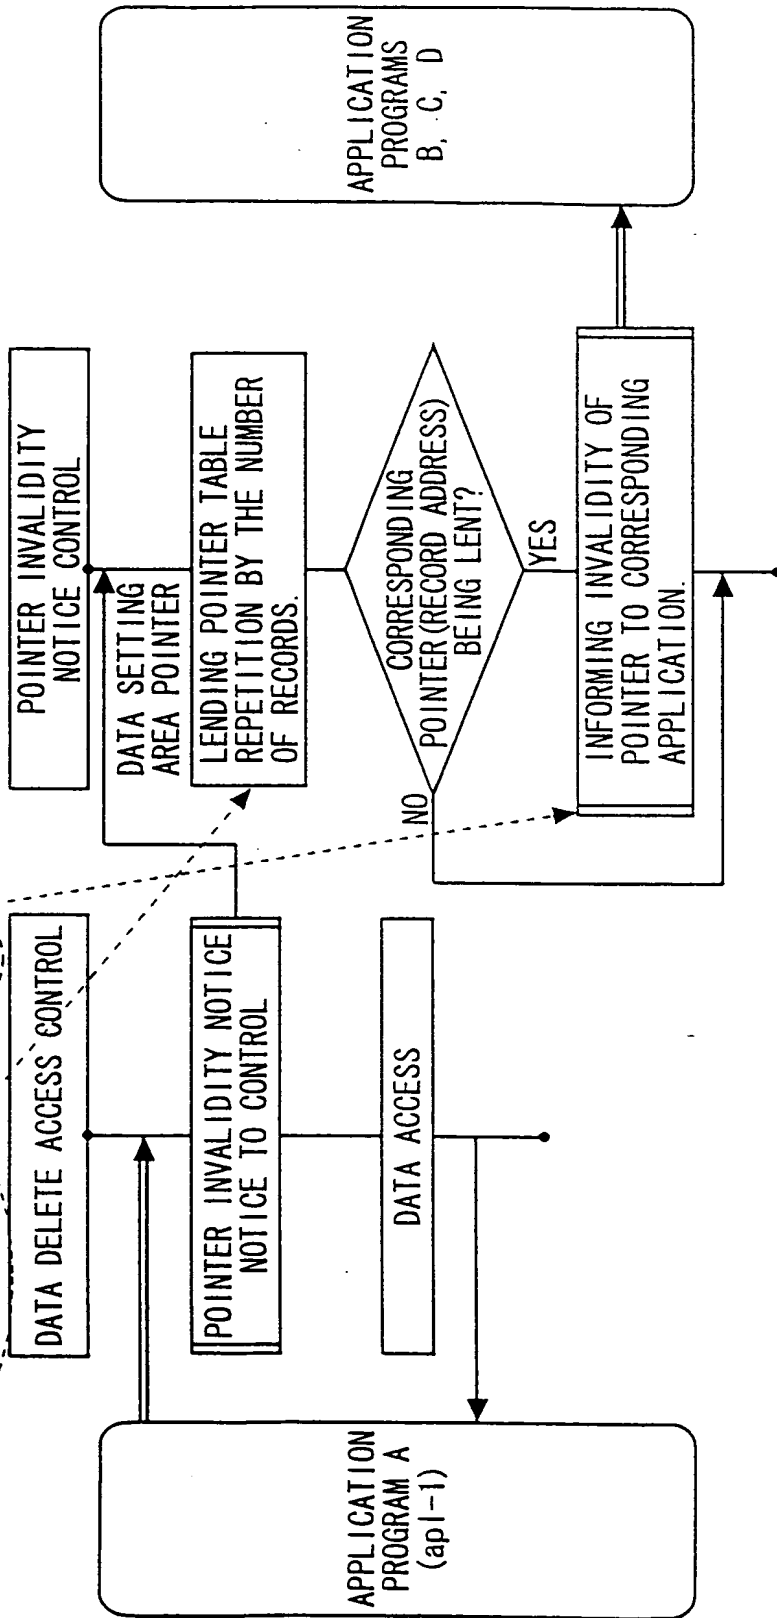 APPLICATION
PROGRAM A
(apl-1)
DATA DELETE ACCESS CONTROL
POINTER INVALIDITY NOTICE
NOTICE TO CONTROL
DATA ACCESS
POINTER INVALIDITY
NOTICE CONTROL
DATA SETTING
AREA POINTER
LENDING POINTER TABLE
REPETITION BY THE NUMBER
OF RECORDS.
CORRESPONDING
POINTER(RECORD ADDRESS)
BEING LENT?
NO
YES
INFORMING INVALIDITY OF
POINTER TO CORRESPONDING
APPLICATION.
APPLICATION
PROGRAMS
B, C, D